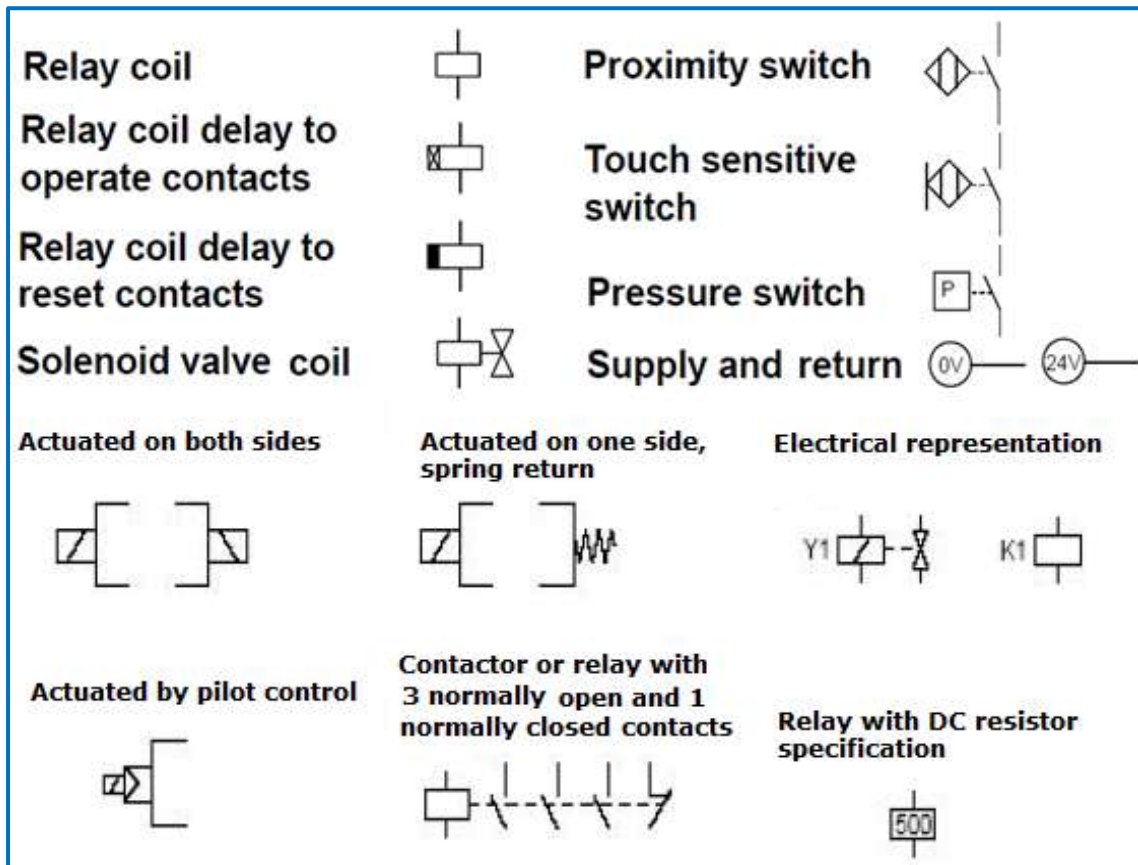 Relay coil
Relay coil delay to
operate contacts
Relay coil delay to
reset contacts
Solenoid valve coil
Proximity switch
Touch sensitive
switch
Pressure switch
P
Supply and return
0V
24V
Actuated on both sides
Actuated on one side,
spring return
Electrical representation
Y1
K1
Actuated by pilot control
Contactor or relay with
3 normally open and 1
normally closed contacts
Relay with DC resistor
specification
500